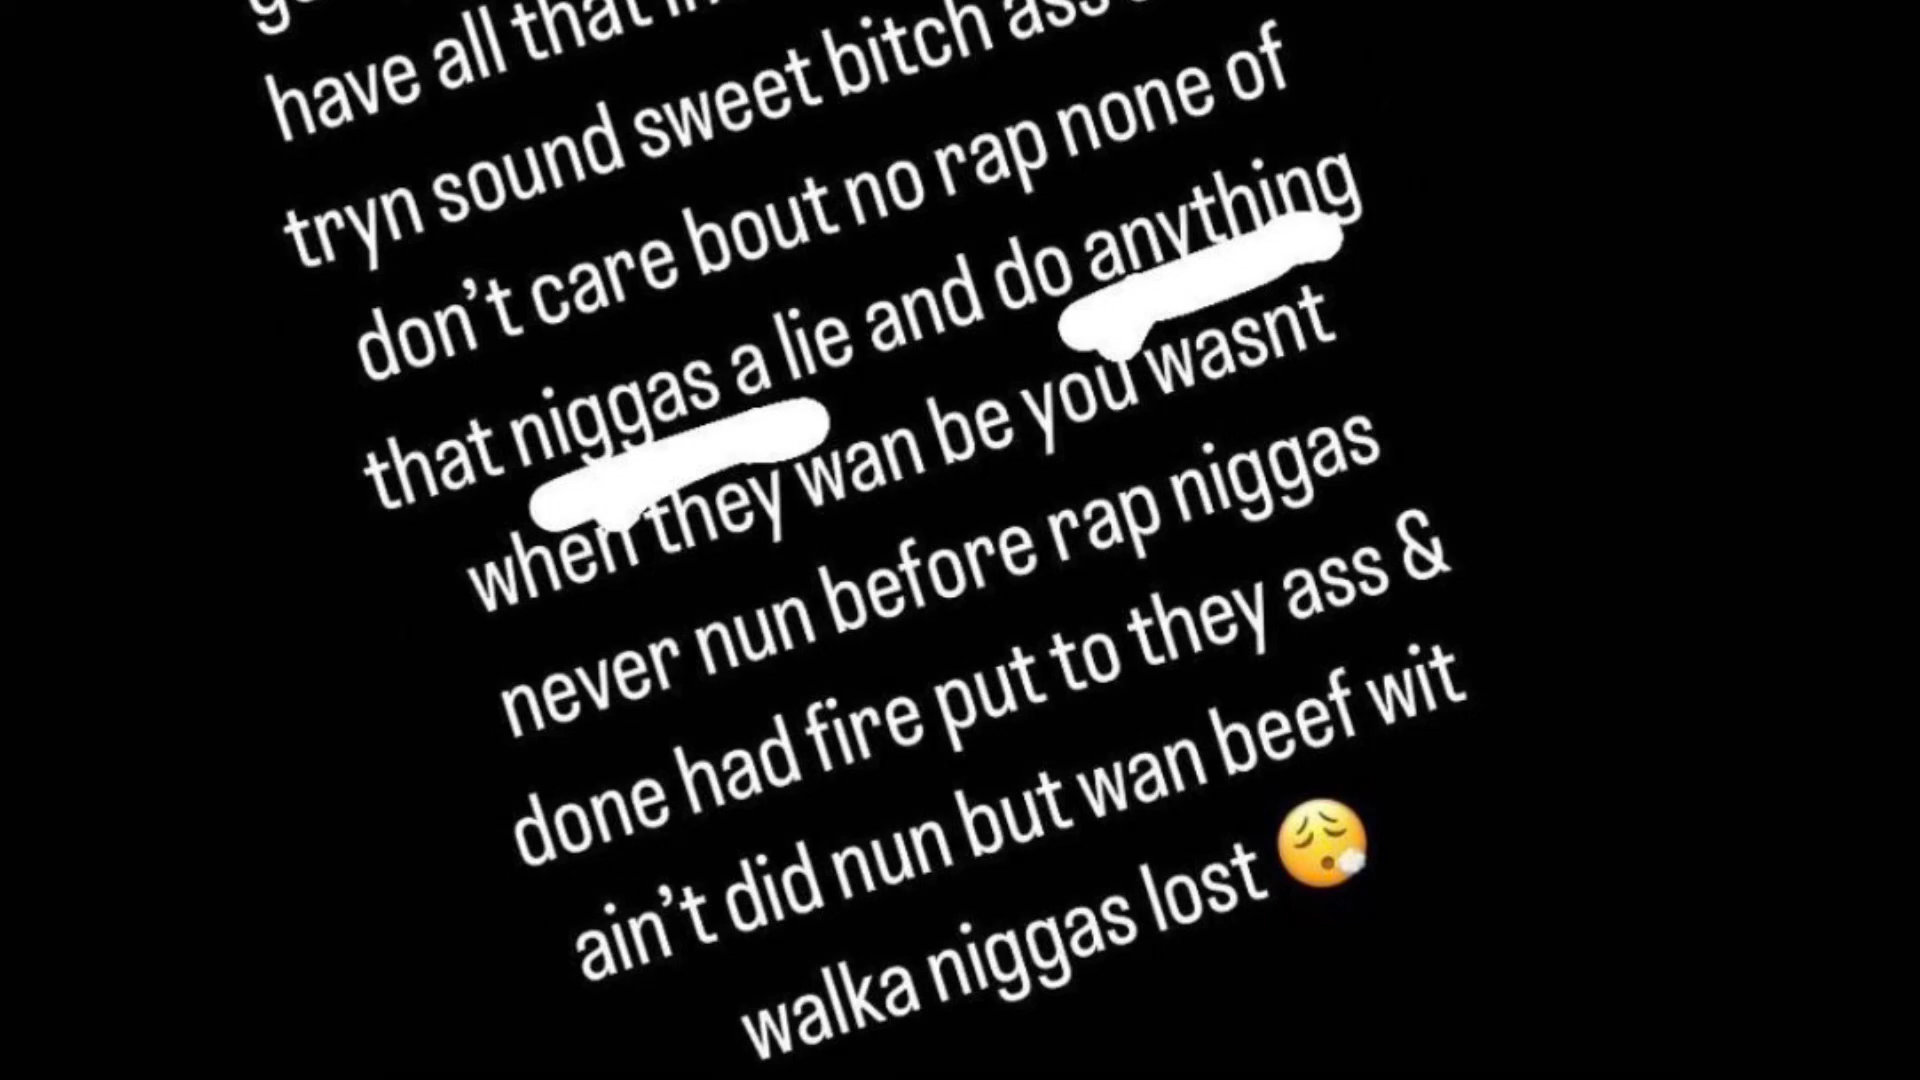 have all that
tryn sound sweet bitch ass
don't care bout no rap none of
that niggas a lie and do anything
when they wan be you wasnt
never nun before rap niggas
done had fire put to they ass &
ain't did nun but wan beef wit
walka niggas lost 😮‍💨